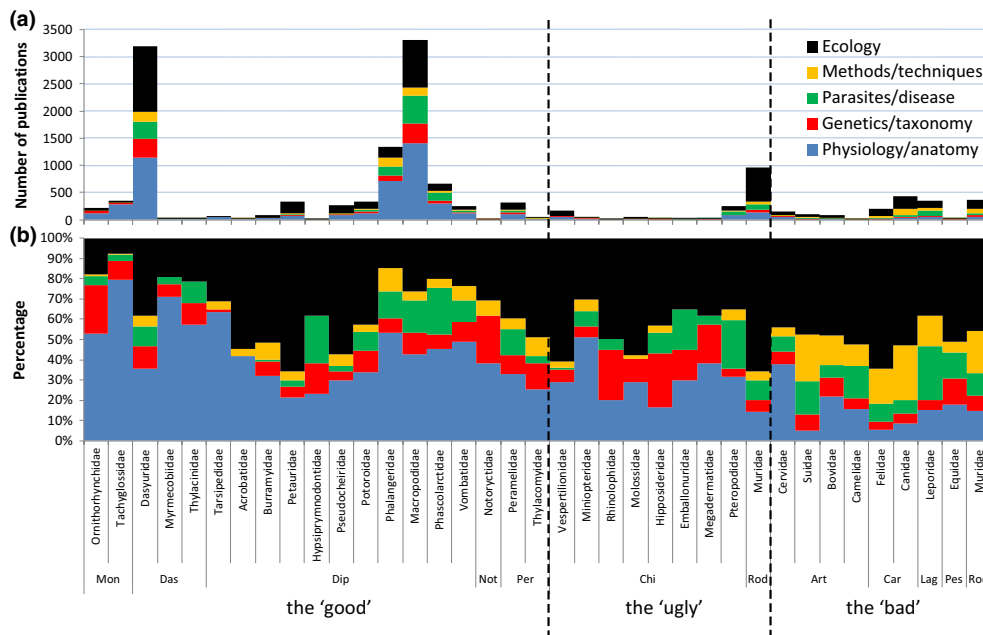 (a)
Number of publications
3500
3000
2500
2000
1500
1000
500
0
Ecology
Methods/techniques
Parasites/disease
Genetics/taxonomy
Physiology/anatomy
(b)
Percentage
100%
90%
80%
70%
60%
50%
40%
30%
20%
10%
0%
Ornithorhynchidae
Tachyglossidae
Dasyuridae
Myrmecobiidae
Thylacinidae
Tarsipedidae
Acrobatidae
Burramyidae
Petauridae
Hypsiprymnodontidae
Pseudocheiridae
Potoroidae
Phalangeridae
Macropodidae
Phascolarctidae
Vombatidae
Notoryctidae
Peramelidae
Thylacomyidae
Vespertilionidae
Miniopteridae
Rhinolophidae
Molossidae
Hipposideridae
Emballonuridae
Megadermatidae
Pteropodidae
Muridae
Cervidae
Suidae
Bovidae
Camelidae
Felidae
Canidae
Leporidae
Equidae
Muridae
Mon
Das
Dip
Not
Per
Chi
Rod
Art
Car
Lag
Pes
Ro
the 'good'
the 'ugly'
the 'bad'